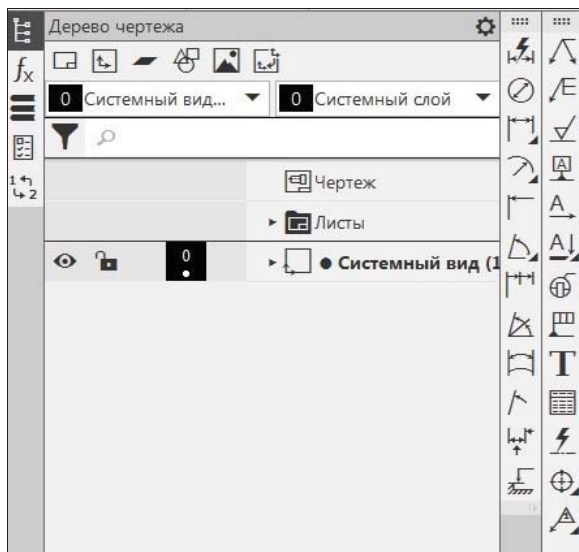 Дерево чертежа
0 Системный вид... 0 Системный слой
Чертеж
Листы
0 Системный вид (1